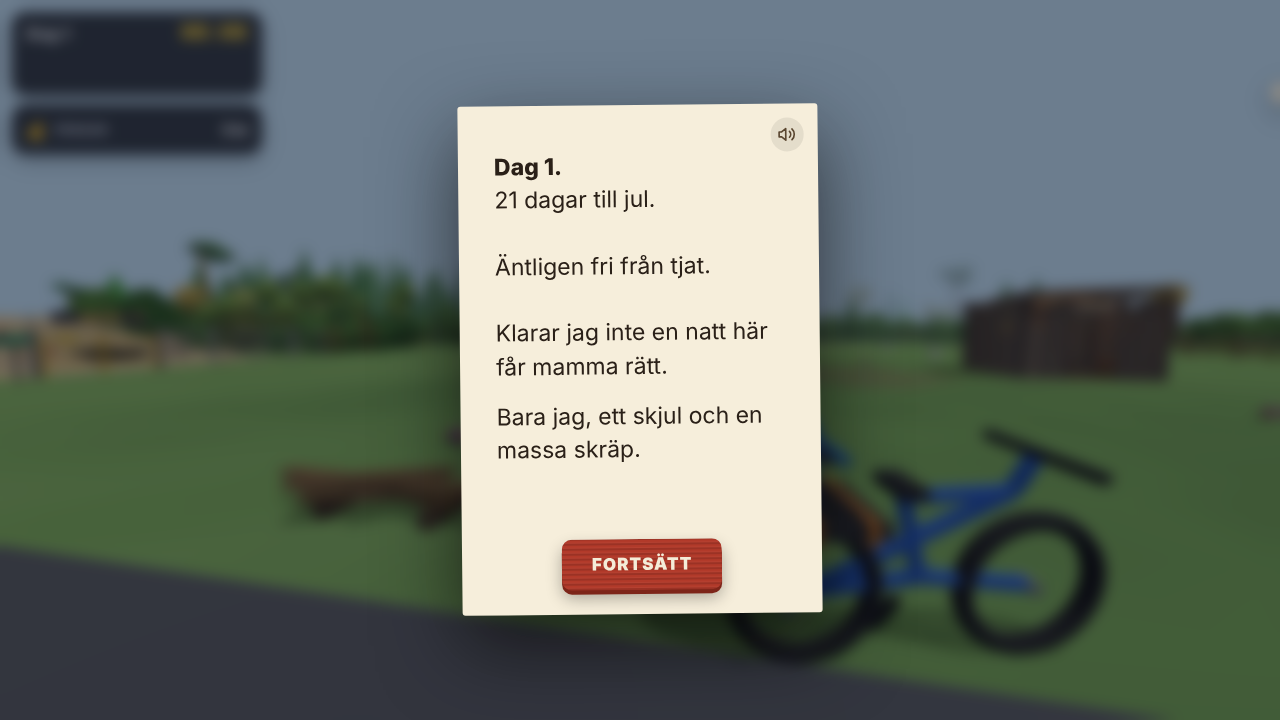 Dag 1.
21 dagar till jul.
Äntligen fri från tjat.
Klarar jag inte en natt här
får mamma rätt.
Bara jag, ett skjul och en
massa skräp.
FORTSÄTT